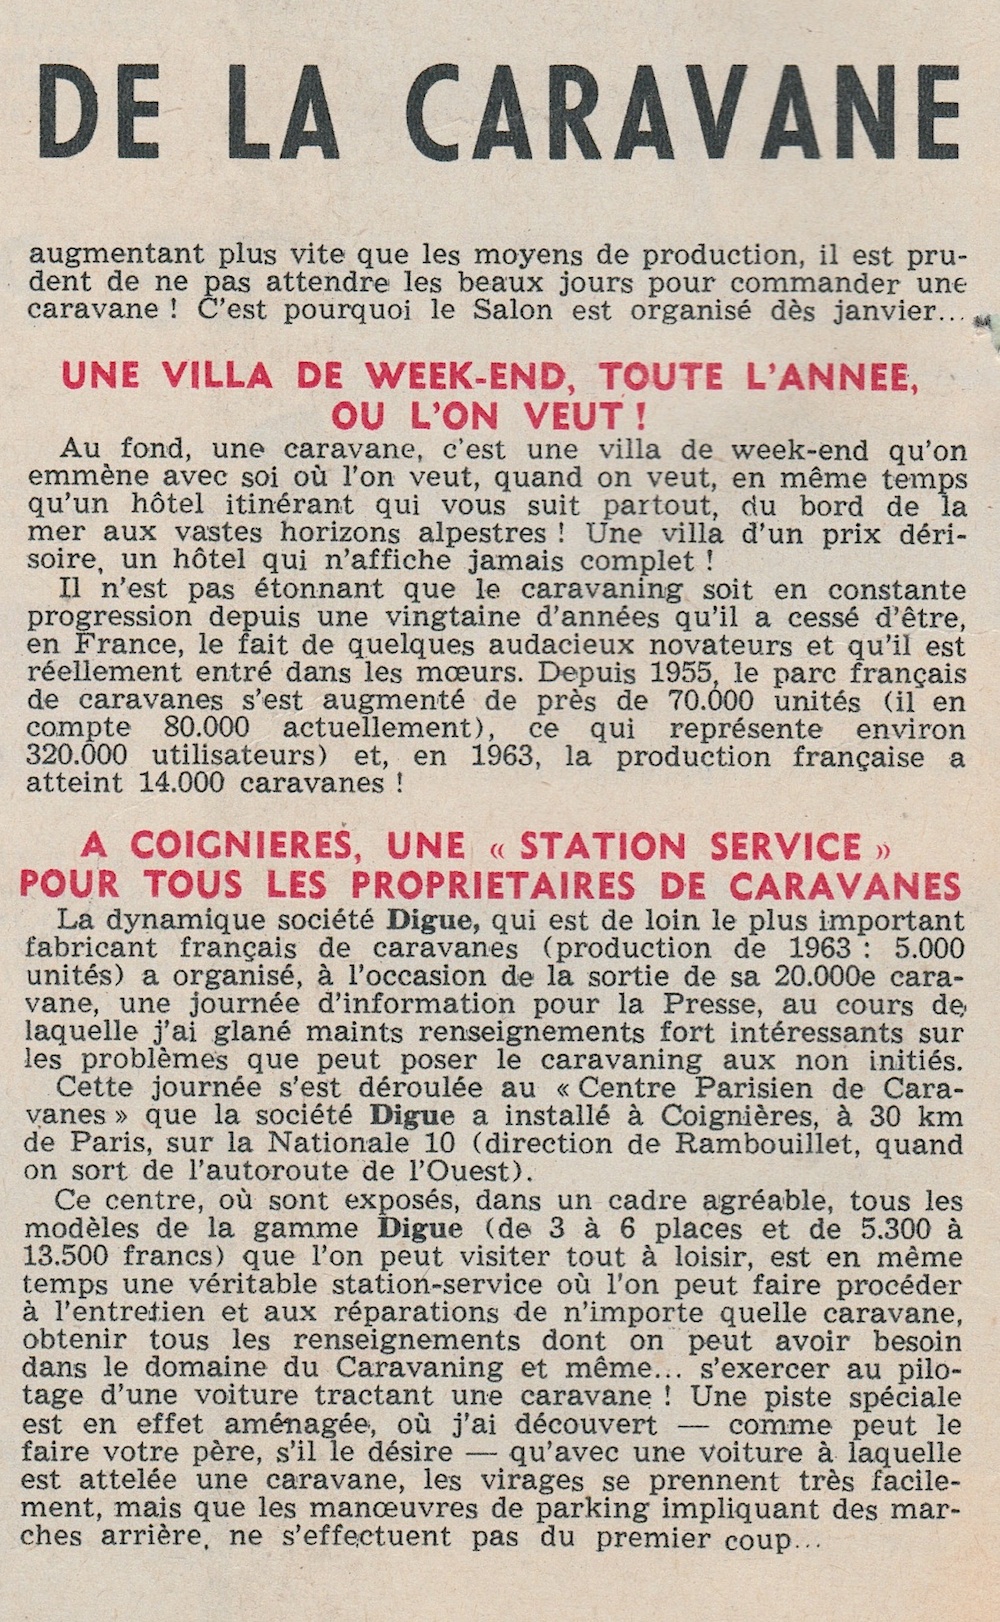 DE LA CARAVANE
augmentant plus vite que les moyens de production, il est pru-
dent de ne pas attendre les beaux jours pour commander une
caravane ! C'est pourquoi le Salon est organisé dès janvier...
UNE VILLA DE WEEK-END, TOUTE L'ANNEE,
OU L'ON VEUT !
Au fond, une caravane, c'est une villa de week-end qu'on
emmène avec soi où l'on veut, quand on veut, en même temps
qu'un hôtel itinérant qui vous suit partout, du bord de la
mer aux vastes horizons alpestres ! Une villa d'un prix déri-
soire, un hôtel qui n'affiche jamais complet !
Il n'est pas étonnant que le caravaning soit en constante
progression depuis une vingtaine d'années qu'il a cessé d'être,
en France, le fait de quelques audacieux novateurs et qu'il est
réellement entré dans les mœurs. Depuis 1955, le parc français
de caravanes s'est augmenté de près de 70.000 unités (il en
compte 80.000 actuellement), ce qui représente environ
320.000 utilisateurs) et, en 1963, la production française a
atteint 14.000 caravanes !
A COIGNIERES, UNE « STATION SERVICE »
POUR TOUS LES PROPRIETAIRES DE CARAVANES
La dynamique société Digue, qui est de loin le plus important
fabricant français de caravanes (production de 1963 : 5.000
unités) a organisé, à l'occasion de la sortie de sa 20.000e cara-
vane, une journée d'information pour la Presse, au cours de
laquelle j'ai glané maints renseignements fort intéressants sur
les problèmes que peut poser le caravaning aux non initiés.
Cette journée s'est déroulée au « Centre Parisien de Cara-
vanes » que la société Digue a installé à Coignières, à 30 km
de Paris, sur la Nationale 10 (direction de Rambouillet, quand
on sort de l'autoroute de l'Ouest).
Ce centre, où sont exposés, dans un cadre agréable, tous les
modèles de la gamme Digue (de 3 à 6 places et de 5.300 à
13.500 francs) que l'on peut visiter tout à loisir, est en même
temps une véritable station-service où l'on peut faire procéder
à l'entretien et aux réparations de n'importe quelle caravane,
obtenir tous les renseignements dont on peut avoir besoin
dans le domaine du Caravaning et même... s'exercer au pilo-
tage d'une voiture tractant une caravane ! Une piste spéciale
est en effet aménagée, où j'ai découvert — comme peut le
faire votre père, s'il le désire — qu'avec une voiture à laquelle
est attelée une caravane, les virages se prennent très facile-
ment, mais que les manœuvres de parking impliquant des mar-
ches arrière, ne s'effectuent pas du premier coup...